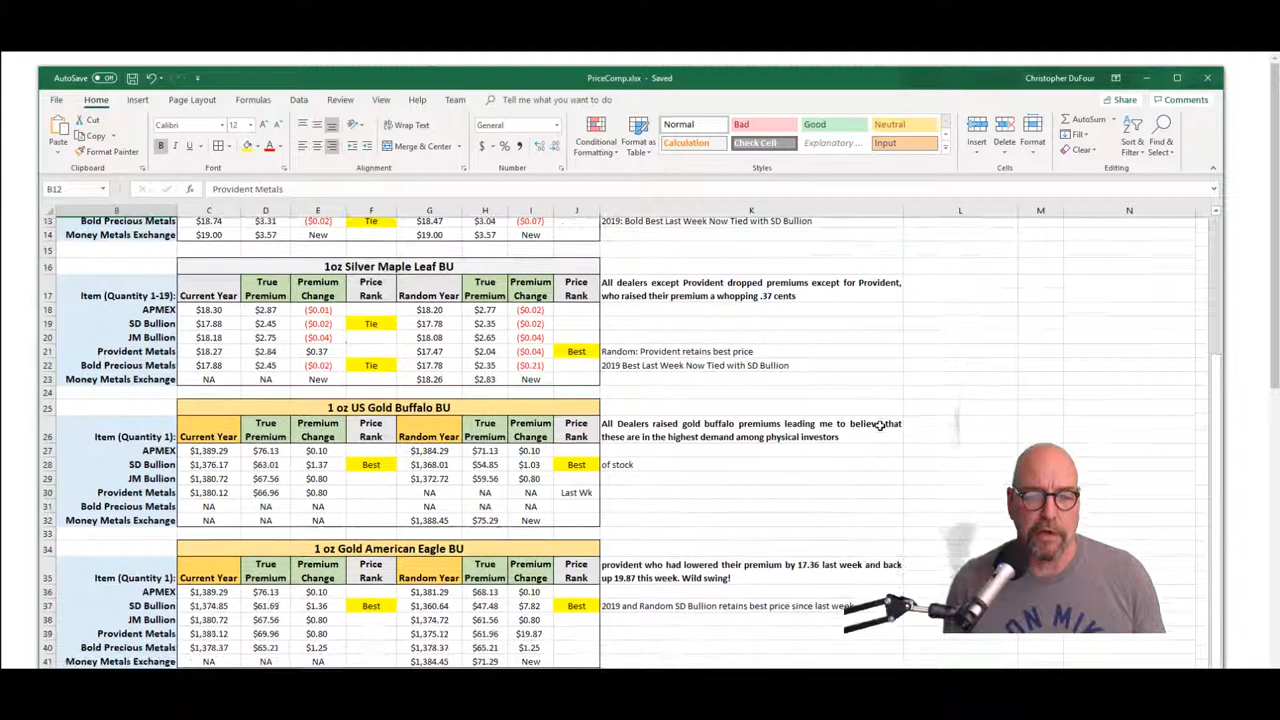 AutoSave Off PriceComp.xlsx - Saved Christopher DuFour
File Home Insert Page Layout Formulas Data Review View Help Team Tell me what you want to do Share Comments
Paste Cut Copy Format Painter Clipboard
Calibri 12 B I U Font
Wrap Text Merge & Center Alignment
General $ % Number
Conditional Formatting Format as Table
Normal Bad Good Neutral
Calculation Check Cell Explanatory ... Input
Styles
Insert Delete Format Cells
AutoSum Fill Clear Sort & Filter Find & Select Editing
B12 fx Provident Metals
B C D E F G H I J K L M N
13 Bold Precious Metals $18.74 $3.31 ($0.02) Tie $18.47 $3.04 ($0.07) 2019: Bold Best Last Week Now Tied with SD Bullion
14 Money Metals Exchange $19.00 $3.57 New $19.00 $3.57 New
15
16 1oz Silver Maple Leaf BU
17 Item (Quantity 1-19): Current Year True Premium Premium Change Price Rank Random Year True Premium Premium Change Price Rank All dealers except Provident dropped premiums except for Provident, who raised their premium a whopping .37 cents
18 APMEX $18.30 $2.87 ($0.01) $18.20 $2.77 ($0.02)
19 SD Bullion $17.88 $2.45 ($0.02) Tie $17.78 $2.35 ($0.02)
20 JM Bullion $18.18 $2.75 ($0.04) $18.08 $2.65 ($0.04)
21 Provident Metals $18.27 $2.84 $0.37 $17.47 $2.04 ($0.04) Best Random: Provident retains best price
22 Bold Precious Metals $17.88 $2.45 ($0.02) Tie $17.78 $2.35 ($0.21) 2019 Best Last Week Now Tied with SD Bullion
23 Money Metals Exchange NA NA New $18.26 $2.83 New
24
25 1 oz US Gold Buffalo BU
26 Item (Quantity 1): Current Year True Premium Premium Change Price Rank Random Year True Premium Premium Change Price Rank All Dealers raised gold buffalo premiums leading me to believe that these are in the highest demand among physical investors
27 APMEX $1,389.29 $76.13 $0.10 $1,384.29 $71.13 $0.10
28 SD Bullion $1,376.17 $63.01 $1.37 Best $1,368.01 $54.85 $1.03 Best of stock
29 JM Bullion $1,380.72 $67.56 $0.80 $1,372.72 $59.56 $0.80
30 Provident Metals $1,380.12 $66.96 $0.80 NA NA NA Last Wk
31 Bold Precious Metals NA NA NA NA NA NA
32 Money Metals Exchange NA NA NA $1,388.45 $75.29 New
33
34 1 oz Gold American Eagle BU
35 Item (Quantity 1): Current Year True Premium Premium Change Price Rank Random Year True Premium Premium Change Price Rank provident who had lowered their premium by 17.36 last week and back up 19.87 this week. Wild swing!
36 APMEX $1,389.29 $76.13 $0.10 $1,381.29 $68.13 $0.10
37 SD Bullion $1,374.85 $61.69 $1.36 Best $1,360.64 $47.48 $7.82 Best 2019 and Random SD Bullion retains best price since last week
38 JM Bullion $1,380.72 $67.56 $0.80 $1,374.72 $61.56 $0.80
39 Provident Metals $1,383.12 $69.96 $0.80 $1,375.12 $61.96 $19.87
40 Bold Precious Metals $1,378.37 $65.21 $1.25 $1,378.37 $65.21 $1.25
41 Money Metals Exchange NA NA NA $1,384.45 $71.29 New